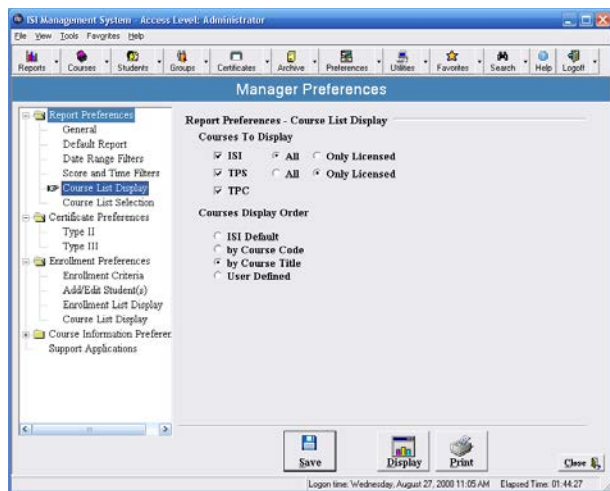 ISI Management System - Access Level: Administrator
File View Tools Favorites Help
Reports Courses Students Groups Certificates Archive Preferences Utilities Favorites Search Help Logoff
Manager Preferences
Report Preferences
General
Default Report
Date Range Filters
Score and Time Filters
Course List Display
Course List Selection
Certificate Preferences
Type II
Type III
Enrollment Preferences
Enrollment Criteria
Add/Edit Student(s)
Enrollment List Display
Course List Display
Course Information Preferen
Support Applications
Report Preferences - Course List Display
Courses To Display
ISI All Only Licensed
TPS All Only Licensed
TPC
Courses Display Order
ISI Default
by Course Code
by Course Title
User Defined
Save Display Print Close
Logon time: Wednesday, August 27, 2008 11:05 AM Elapsed Time: 01:44:27